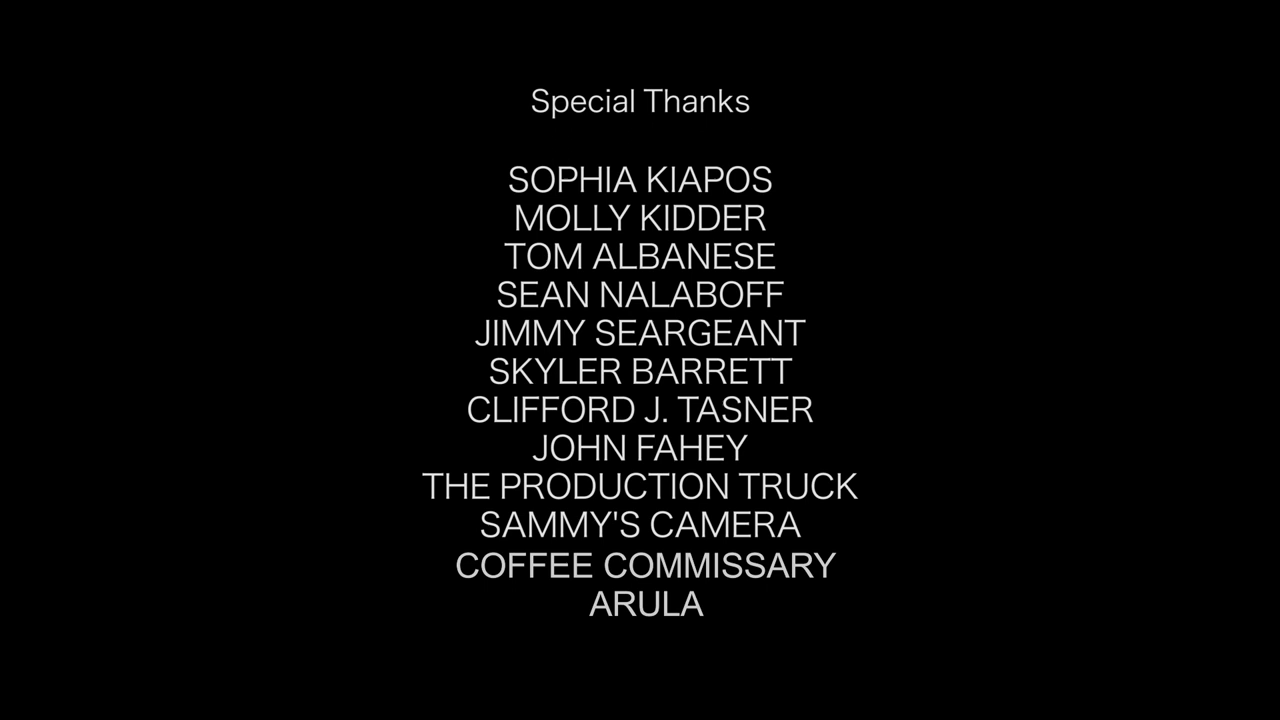 Special Thanks
SOPHIA KIAPOS
MOLLY KIDDER
TOM ALBANESE
SEAN NALABOFF
JIMMY SEARGEANT
SKYLER BARRETT
CLIFFORD J. TASNER
JOHN FAHEY
THE PRODUCTION TRUCK
SAMMY'S CAMERA
COFFEE COMMISSARY
ARULA